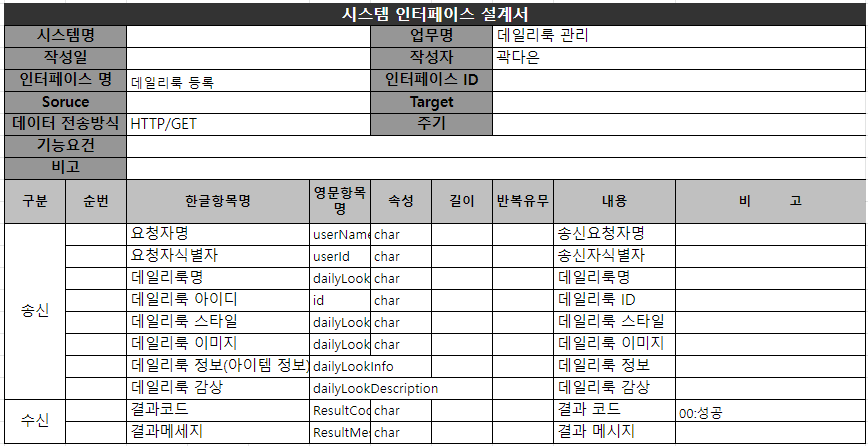 시스템 인터페이스 설계서
시스템명 업무명 데일리룩 관리
작성일 작성자 곽다은
인터페이스 명 데일리룩 등록 인터페이스 ID
Soruce Target
데이터 전송방식 HTTP/GET 주기
기능요건
비고
구분 순번 한글항목명 영문항목명 속성 길이 반복유무 내용 비 고
송신
요청자명 userName char 송신요청자명
요청자식별자 userId char 송신자식별자
데일리룩명 dailyLook char 데일리룩명
데일리룩 아이디 id char 데일리룩 ID
데일리룩 스타일 dailyLook char 데일리룩 스타일
데일리룩 이미지 dailyLook char 데일리룩 이미지
데일리룩 정보(아이템 정보) dailyLookInfo 데일리룩 정보
데일리룩 감상 dailyLookDescription 데일리룩 감상
수신
결과코드 ResultCod char 결과 코드 00:성공
결과메세지 ResultMes char 결과 메시지